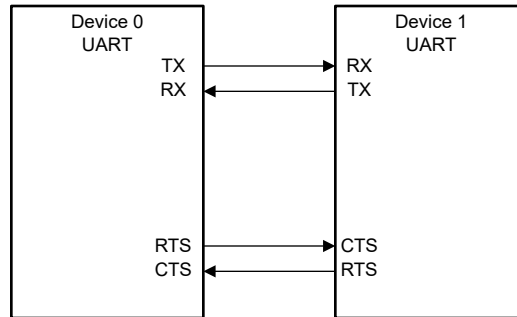 Device 0
UART
TX
RX
RTS
CTS
Device 1
UART
RX
TX
CTS
RTS